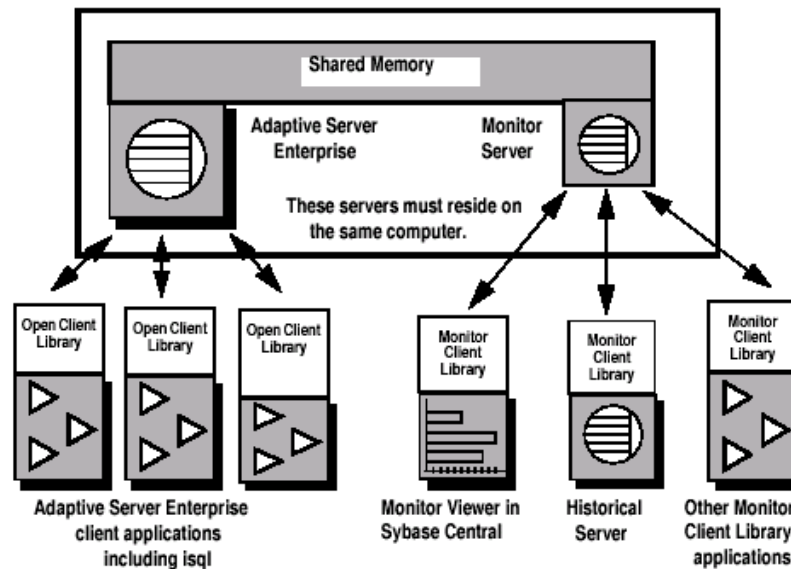 Shared Memory
Adaptive Server
Enterprise
Monitor
Server
These servers must reside on
the same computer.
Open Client
Library
Open Client
Library
Open Client
Library
Monitor
Client
Library
Monitor
Client
Library
Monitor
Client
Library
Adaptive Server Enterprise
client applications
including isql
Monitor Viewer in
Sybase Central
Historical
Server
Other Monitor
Client Library
applications